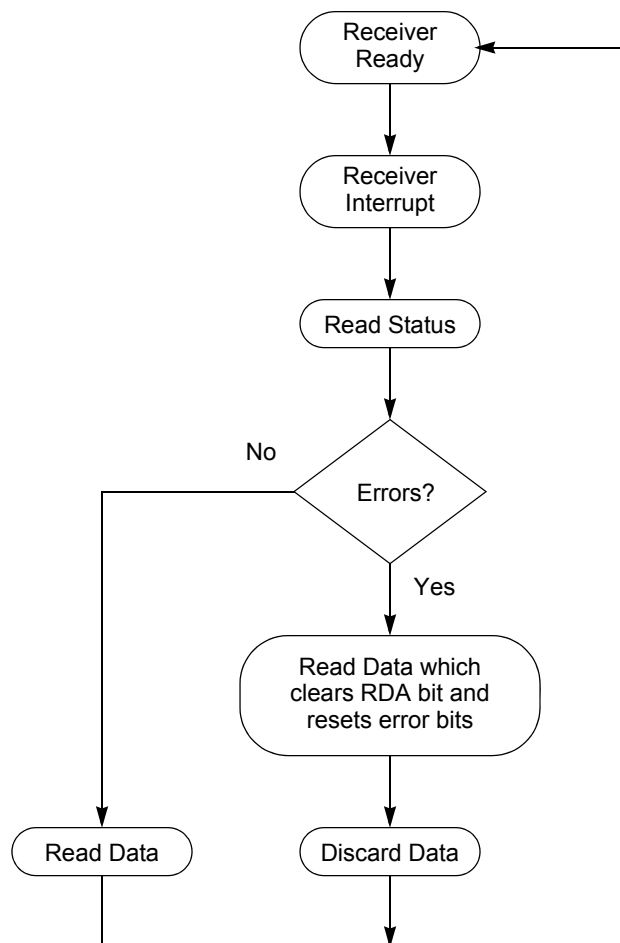 Receiver
Ready
Receiver
Interrupt
Read Status
No
Errors?
Yes
Read Data which
clears RDA bit and
resets error bits
Read Data
Discard Data